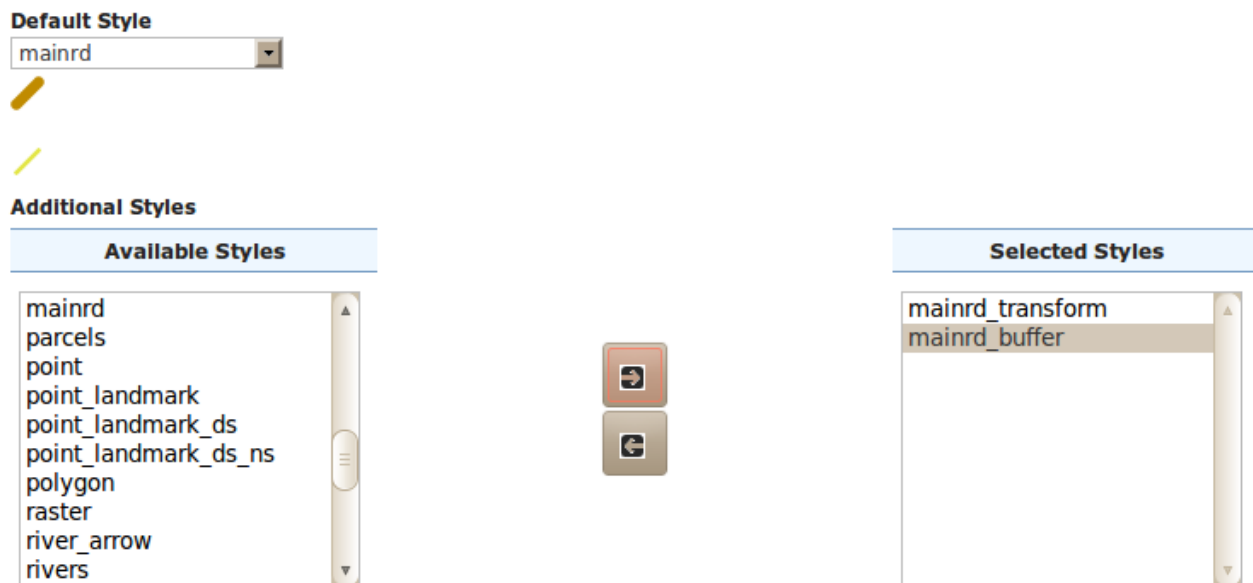 Default Style
mainrd
Additional Styles
Available Styles
Selected Styles
mainrd
parcels
point
point_landmark
point_landmark_ds
point_landmark_ds_ns
polygon
raster
river_arrow
rivers
mainrd_transform
mainrd_buffer